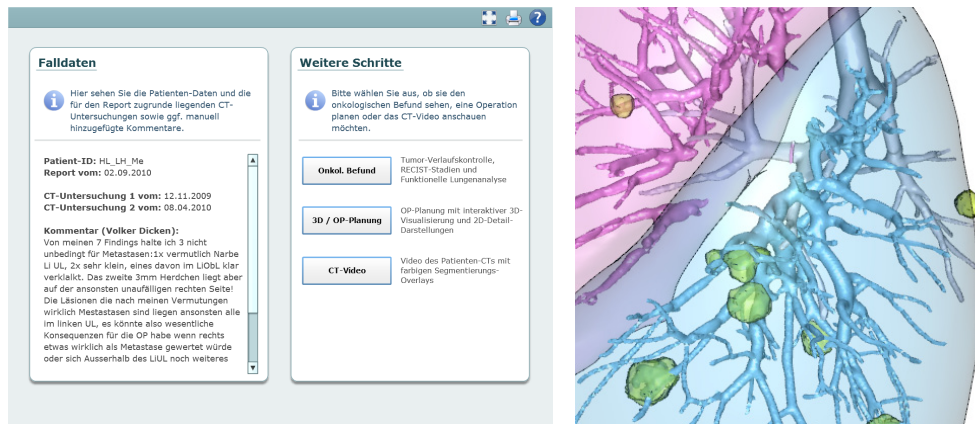 Falldaten
Hier sehen Sie die Patienten-Daten und die
für den Report zugrunde liegenden CT-
Untersuchungen sowie ggf. manuell
hinzugefügte Kommentare.
Patient-ID: HL_LH_Me
Report vom: 02.09.2010
CT-Untersuchung 1 vom: 12.11.2009
CT-Untersuchung 2 vom: 08.04.2010
Kommentar (Volker Dicken):
Von meinen 7 Findings halte ich 3 nicht
unbedingt für Metastasen:1x vermutlich Narbe
Li UL, 2x sehr klein, eines davon im LiObL klar
verklalkt. Das zweite 3mm Herdchen liegt aber
auf der ansonsten unaufälligen rechten Seite!
Die Läsionen die nach meinen Vermutungen
wirklich Mestastasen sind liegen ansonsten alle
im linken UL, es könnte also wesentliche
Konsequenzen für die OP habe wenn rechts
etwas wirklich als Metastase gewertet würde
oder sich Ausserhalb des LiUL noch weiteres
Weitere Schritte
Bitte wählen Sie aus, ob sie den
onkologischen Befund sehen, eine Operation
planen oder das CT-Video anschauen
möchten.
Onkol. Befund
Tumor-Verlaufskontrolle,
RECIST-Stadien und
Funktionelle Lungenanalyse
3D / OP-Planung
OP-Planung mit interaktiver 3D-
Visualisierung und 2D-Detail-
Darstellungen
CT-Video
Video des Patienten-CTs mit
farbigen Segmentierungs-
Overlays